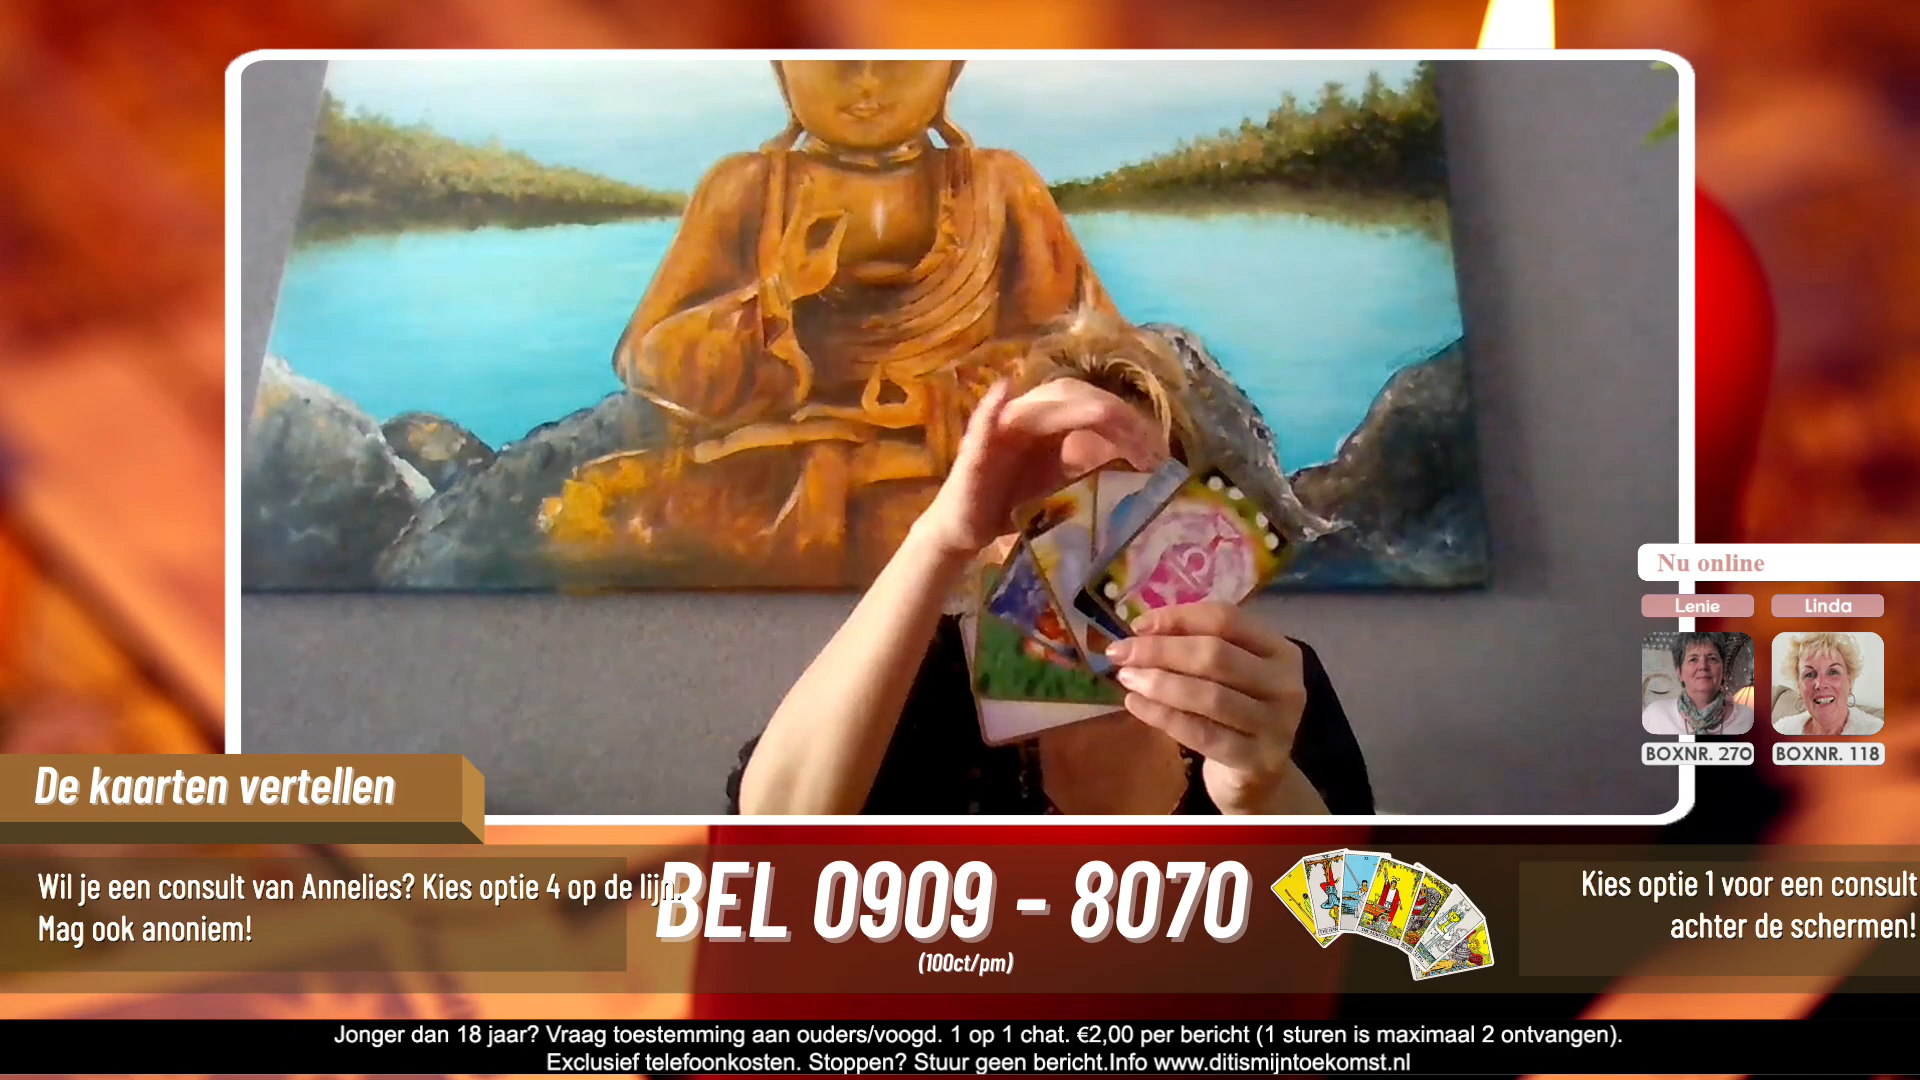 Nu online
Lenie
Linda
BOXNR. 270
BOXNR. 118
De kaarten vertellen
Wil je een consult van Annelies? Kies optie 4 op de lijn.
Mag ook anoniem!
BEL 0909 - 8070
(100ct/pm)
Kies optie 1 voor een consult
achter de schermen!
Jonger dan 18 jaar? Vraag toestemming aan ouders/voogd. 1 op 1 chat. €2,00 per bericht (1 sturen is maximaal 2 ontvangen).
Exclusief telefoonkosten. Stoppen? Stuur geen bericht.Info www.ditismijntoekomst.nl